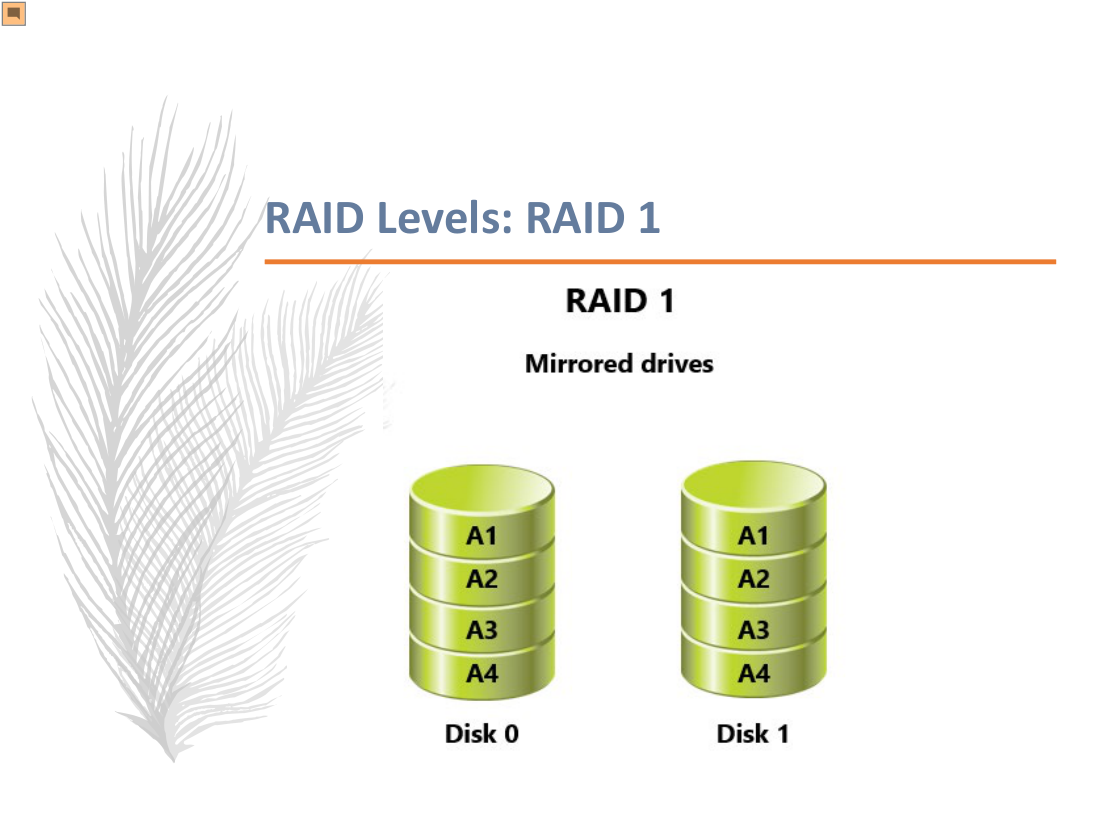 RAID Levels: RAID 1
RAID 1
Mirrored drives
A1 A1
A2 A2
A3 A3
A4 A4
Disk 0 Disk 1